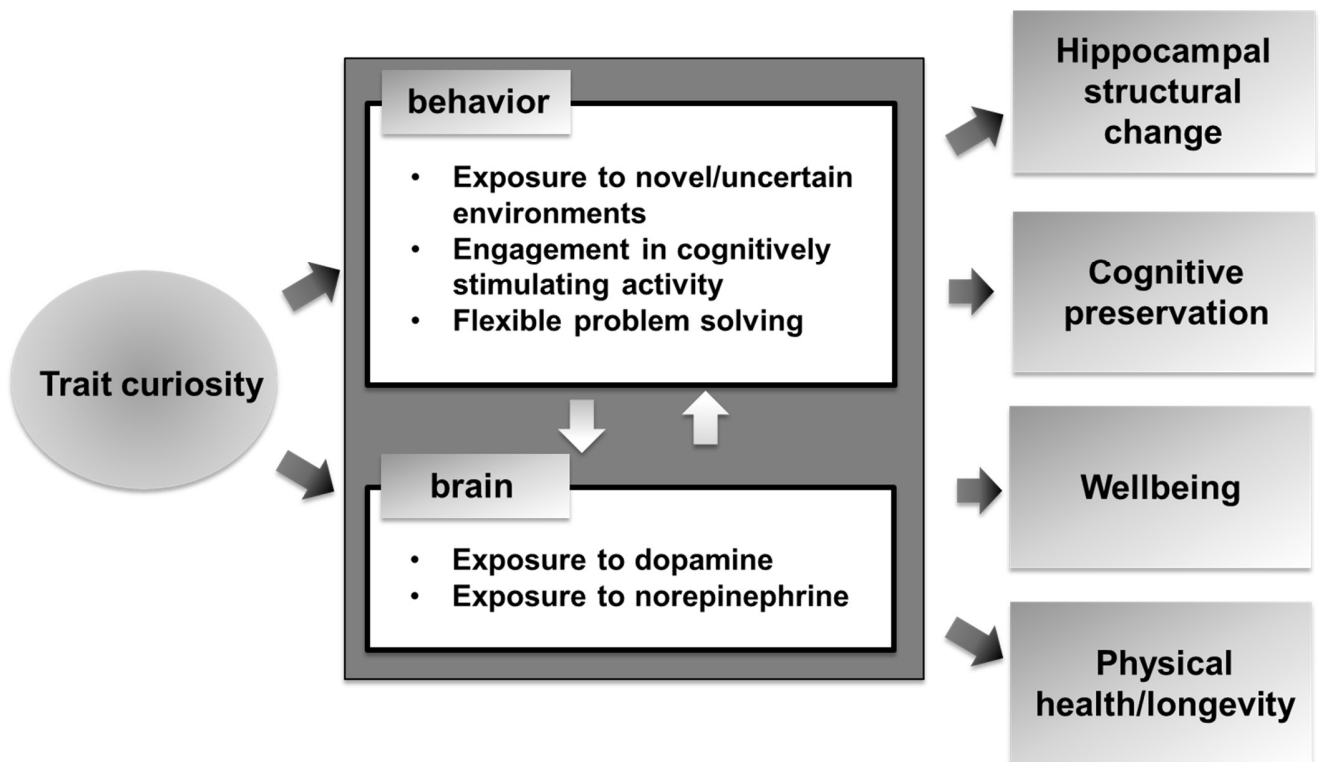 Trait curiosity
behavior
• Exposure to novel/uncertain
environments
• Engagement in cognitively
stimulating activity
• Flexible problem solving
brain
• Exposure to dopamine
• Exposure to norepinephrine
Hippocampal
structural
change
Cognitive
preservation
Wellbeing
Physical
health/longevity